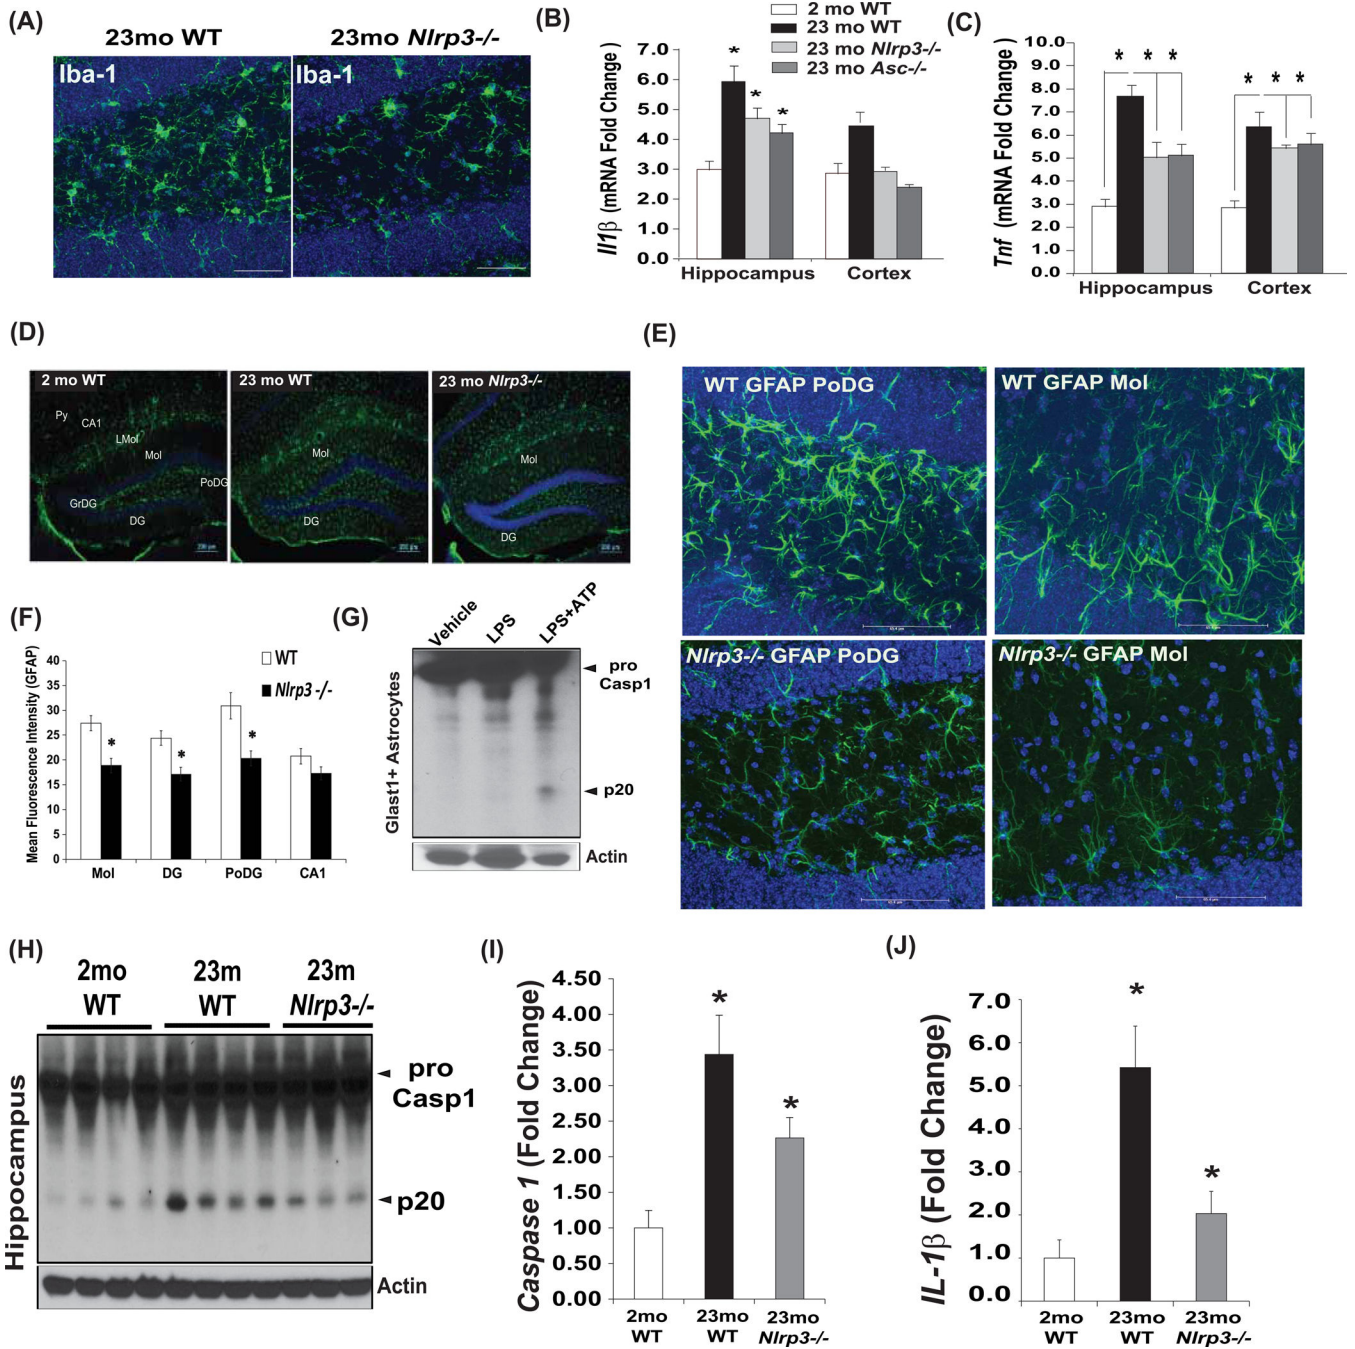 (A)
23mo WT
23mo Nlrp3-/-
Iba-1
Iba-1
(B)
2 mo WT
23 mo WT
23 mo Nlrp3-/-
23 mo Asc-/-
Il1β (mRNA Fold Change)
7.0
6.0
5.0
4.0
3.0
2.0
1.0
.0
* * *
Hippocampus
Cortex
(C)
Tnf (mRNA Fold Change)
10.0
9.0
8.0
7.0
6.0
5.0
4.0
3.0
2.0
1.0
0.0
* * *
* * *
Hippocampus
Cortex
(D)
2 mo WT
Py
CA1
LMol
Mol
PoDG
GrDG
DG
23 mo WT
Mol
DG
23 mo Nlrp3-/-
Mol
DG
(E)
WT GFAP PoDG
WT GFAP Mol
Nlrp3-/- GFAP PoDG
Nlrp3-/- GFAP Mol
(F)
Mean Fluorescence Intensity (GFAP)
40
35
30
25
20
15
10
5
0
WT
Nlrp3 -/-
* * *
Mol
DG
PoDG
CA1
(G)
Vehicle
LPS
LPS+ATP
Glast1+ Astrocytes
pro
Casp1
p20
Actin
(H)
2mo
WT
23m
WT
23m
Nlrp3-/-
Hippocampus
pro
Casp1
p20
Actin
(I)
Caspase 1 (Fold Change)
4.50
4.00
3.50
3.00
2.50
2.00
1.50
1.00
0.50
0.00
* *
2mo
WT
23mo
WT
23mo
Nlrp3-/-
(J)
IL-1β (Fold Change)
7.0
6.0
5.0
4.0
3.0
2.0
1.0
0.0
* *
2mo
WT
23mo
WT
23mo
Nlrp3-/-